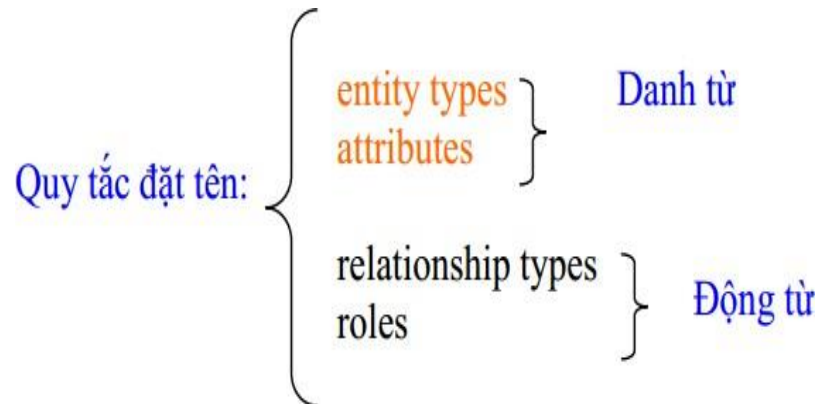 Quy tắc đặt tên:
entity types
attributes
Danh từ
relationship types
roles
Động từ